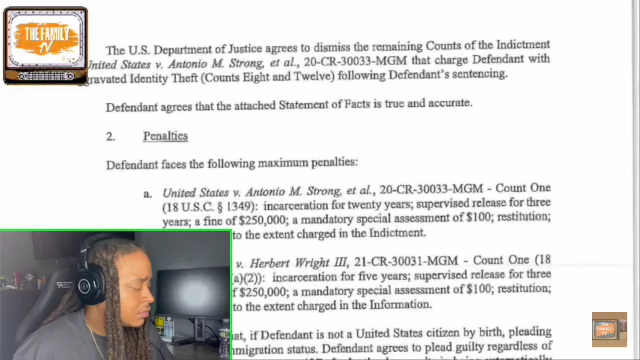 THE FAMILY
TV
The U.S. Department of Justice agrees to dismiss the remaining Counts of the Indictment
United States v. Antonio M. Strong, et al., 20-CR-30033-MGM that charge Defendant with
gravated Identity Theft (Counts Eight and Twelve) following Defendant's sentencing.
Defendant agrees that the attached Statement of Facts is true and accurate.
2. Penalties
Defendant faces the following maximum penalties:
a. United States v. Antonio M. Strong, et al., 20-CR-30033-MGM - Count One
(18 U.S.C. § 1349): incarceration for twenty years; supervised release for three
years; a fine of $250,000; a mandatory special assessment of $100; restitution;
to the extent charged in the Indictment.
v. Herbert Wright III, 21-CR-30031-MGM - Count One (18
(a)(2)): incarceration for five years; supervised release for three
f $250,000; a mandatory special assessment of $100; restitution;
to the extent charged in the Information.
hat, if Defendant is not a United States citizen by birth, pleading
mmigration status. Defendant agrees to plead guilty regardless of